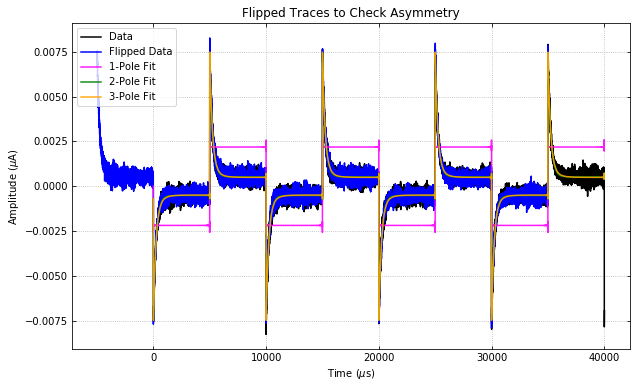 Flipped Traces to Check Asymmetry
Data
Flipped Data
1-Pole Fit
2-Pole Fit
3-Pole Fit
0.0075
0.0050
0.0025
0.0000
−0.0025
−0.0050
−0.0075
Amplitude (μA)
0
10000
20000
30000
40000
Time (μs)